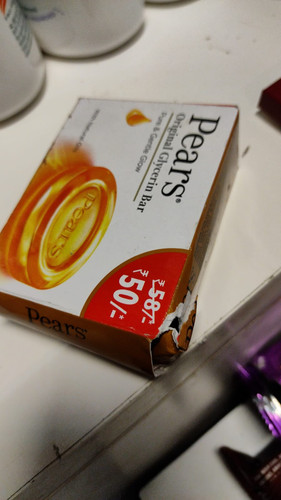 Pears®
Original Glycerin Bar
Pure & Gentle Glow
Pears
₹ 58/-
₹ 50/-*
Pears